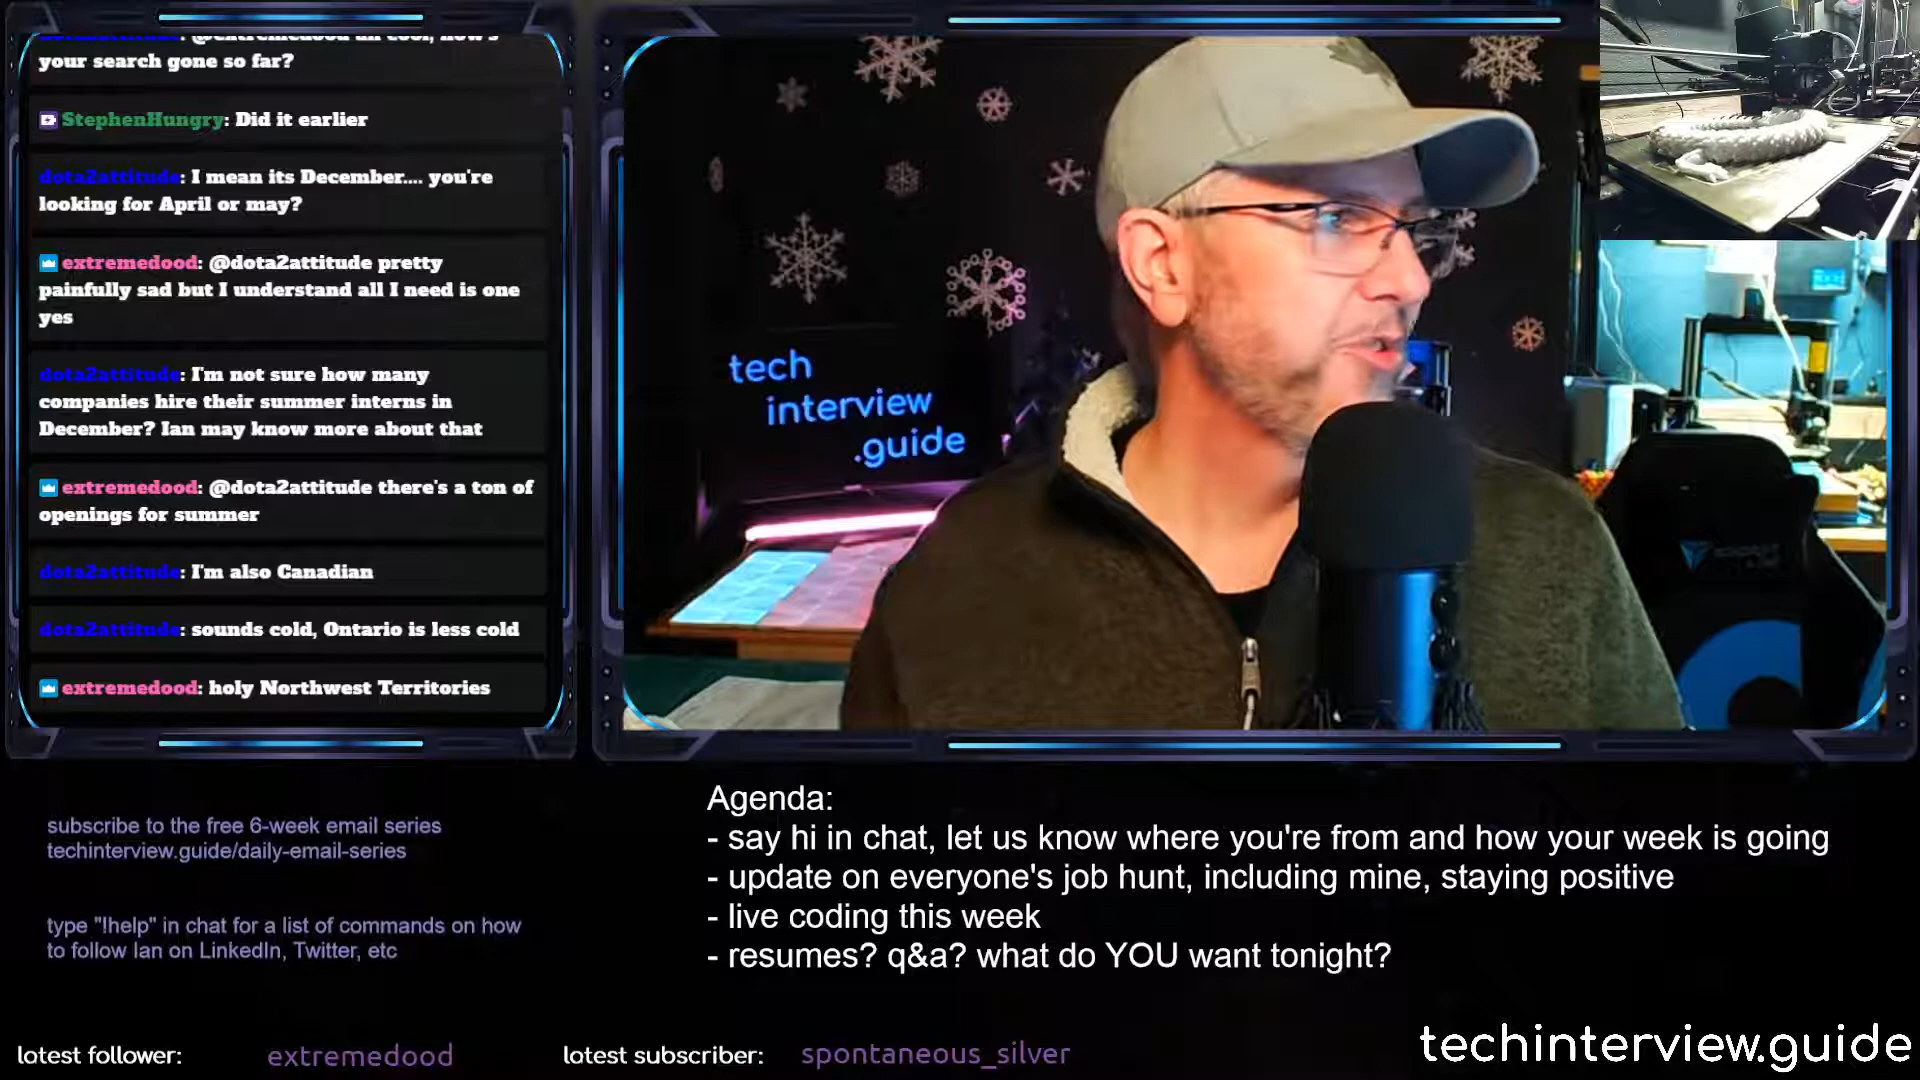 your search gone so far?
StephenHungry: Did it earlier
dota2attitude: I mean its December.... you're
looking for April or may?
extremedood: @dota2attitude pretty
painfully sad but I understand all I need is one
yes
dota2attitude: I'm not sure how many
companies hire their summer interns in
December? Ian may know more about that
extremedood: @dota2attitude there's a ton of
openings for summer
dota2attitude: I'm also Canadian
dota2attitude: sounds cold, Ontario is less cold
extremedood: holy Northwest Territories
tech
interview
.guide
subscribe to the free 6-week email series
techinterview.guide/daily-email-series
type "!help" in chat for a list of commands on how
to follow Ian on LinkedIn, Twitter, etc
Agenda:
- say hi in chat, let us know where you're from and how your week is going
- update on everyone's job hunt, including mine, staying positive
- live coding this week
- resumes? q&a? what do YOU want tonight?
latest follower: extremedood
latest subscriber: spontaneous_silver
techinterview.guide